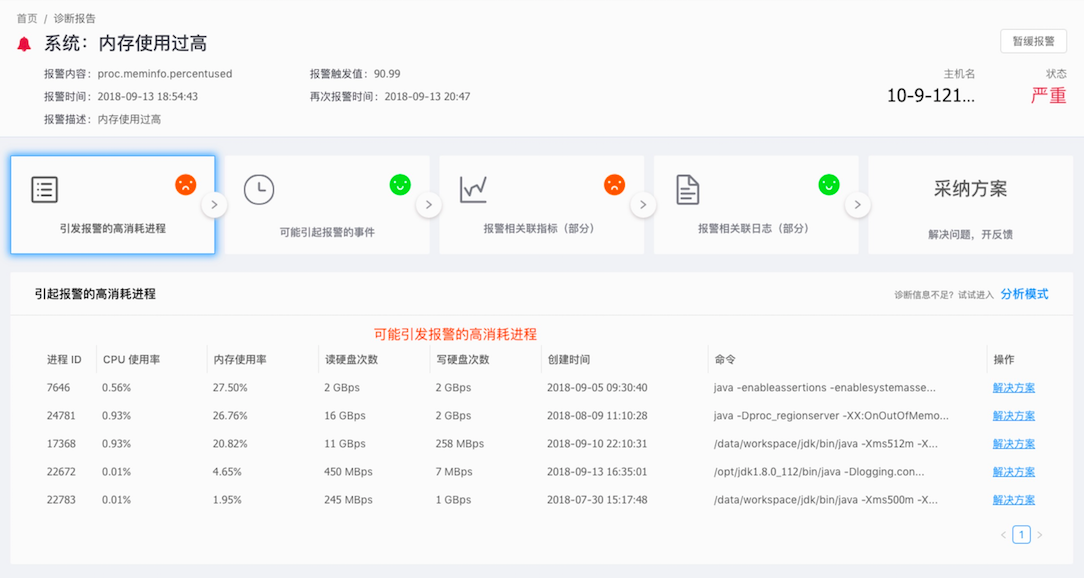 首页 / 诊断报告
系统：内存使用过高
暂缓报警
报警内容：proc.meminfo.percentused
报警触发值：90.99
主机名
状态
报警时间：2018-09-13 18:54:43
再次报警时间：2018-09-13 20:47
10-9-121...
严重
报警描述：内存使用过高
引发报警的高消耗进程
可能引起报警的事件
报警相关联指标（部分）
报警相关联日志（部分）
采纳方案
解决问题，开反馈
引起报警的高消耗进程
诊断信息不足？试试进入 分析模式
可能引发报警的高消耗进程
进程 ID CPU 使用率 内存使用率 读硬盘次数 写硬盘次数 创建时间 命令 操作
7646 0.56% 27.50% 2 GBps 2 GBps 2018-09-05 09:30:40 java -enableassertions -enablesystemasse... 解决方案
24781 0.93% 26.76% 16 GBps 2 GBps 2018-08-09 11:10:28 java -Dproc_regionserver -XX:OnOutOfMemo... 解决方案
17368 0.93% 20.82% 11 GBps 258 MBps 2018-09-10 22:10:31 /data/workspace/jdk/bin/java -Xms512m -X... 解决方案
22672 0.01% 4.65% 450 MBps 7 MBps 2018-09-13 16:35:01 /opt/jdk1.8.0_112/bin/java -Dlogging.con... 解决方案
22783 0.01% 1.95% 245 MBps 1 GBps 2018-07-30 15:17:48 /data/workspace/jdk/bin/java -Xms500m -X... 解决方案
< 1 >